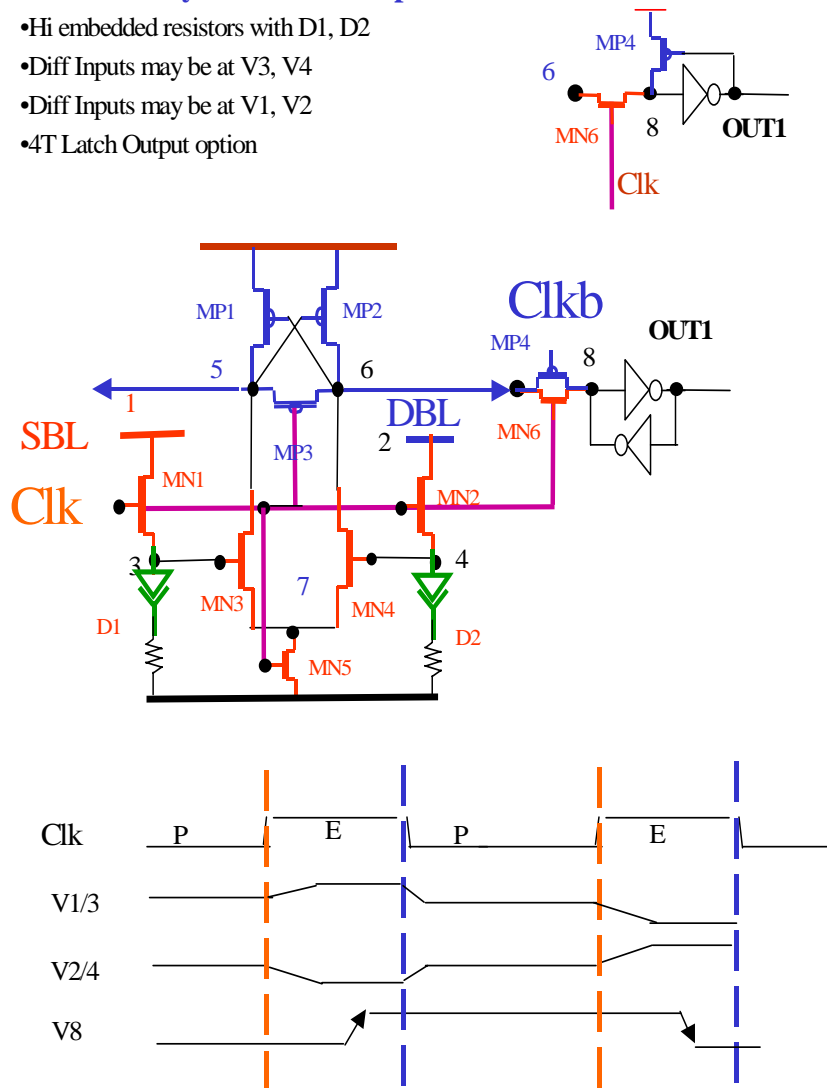 •Hi embedded resistors with D1, D2
•Diff Inputs may be at V3, V4
•Diff Inputs may be at V1, V2
•4T Latch Output option
MP4
6
MN6
8
OUT1
Clk
MP1
MP2
Clkb
OUT1
MP4
8
5
6
1
SBL
DBL
2
MN6
MP3
MN1
MN2
Clk
3
4
7
MN3
MN4
D1
D2
MN5
Clk
P
E
P
E
V1/3
V2/4
V8